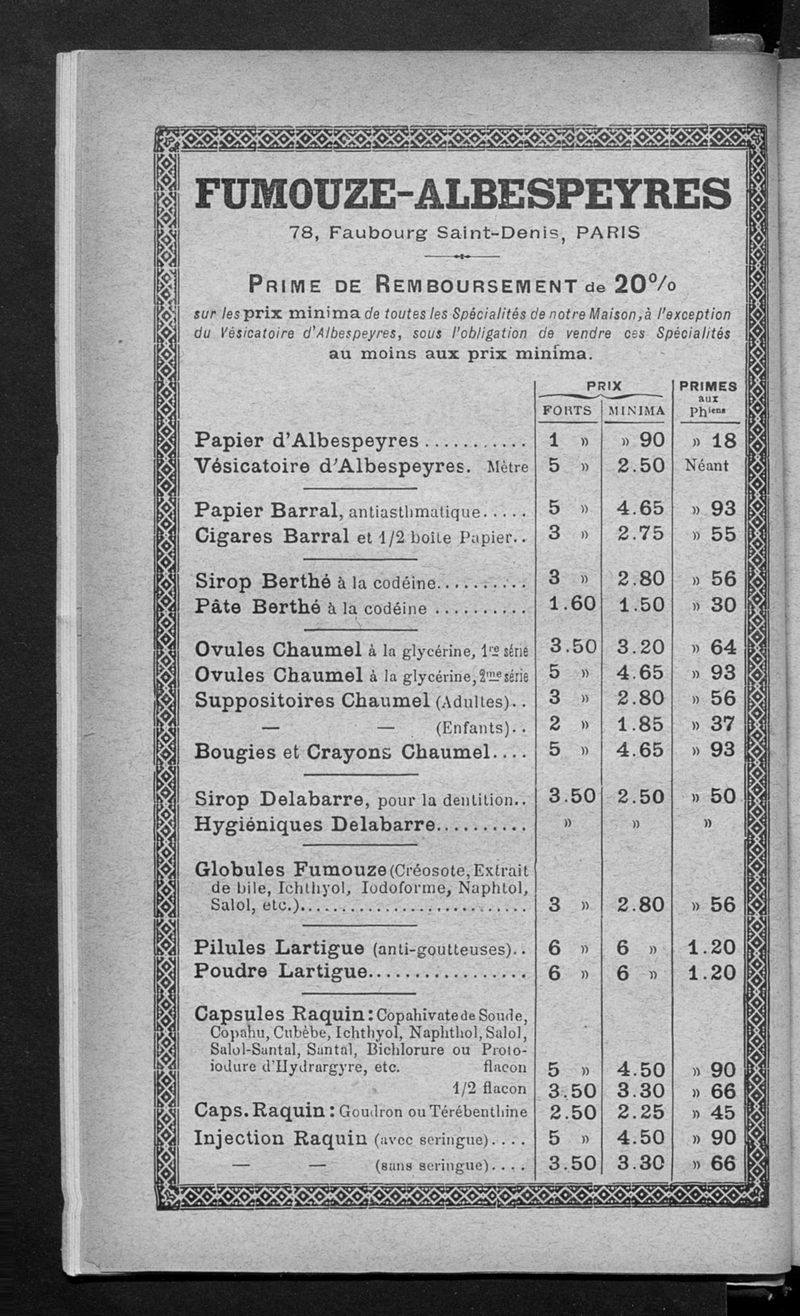 FUMOUZE-ALBESPEYRES
78, Faubourg Saint-Denis, PARIS
PRIME DE REMBOURSEMENT de 20%
sur les prix minima de toutes les Spécialités de notre Maison, à l'exception
du Vésicatoire d'Albespeyres, sous l'obligation de vendre ces Spécialités
au moins aux prix minima.
PRIX PRIMES
aux
FORTS MINIMA Phiens
Papier d'Albespeyres ........... 1 » » 90 » 18
Vésicatoire d'Albespeyres. Mètre 5 » 2.50 Néant
Papier Barral, antiasthmatique..... 5 » 4.65 » 93
Cigares Barral et 1/2 boîte Papier.. 3 » 2.75 » 55
Sirop Berthé à la codéine.......... 3 » 2.80 » 56
Pâte Berthé à la codéine .......... 1.60 1.50 » 30
Ovules Chaumel à la glycérine, 1re série 3.50 3.20 » 64
Ovules Chaumel à la glycérine, 2me série 5 » 4.65 » 93
Suppositoires Chaumel (Adultes).. 3 » 2.80 » 56
— — (Enfants).. 2 » 1.85 » 37
Bougies et Crayons Chaumel.... 5 » 4.65 » 93
Sirop Delabarre, pour la dentition.. 3.50 2.50 » 50
Hygiéniques Delabarre.......... » » »
Globules Fumouze (Créosote, Extrait
de bile, Ichthyol, Iodoforme, Naphtol,
Salol, etc.)........................... 3 » 2.80 » 56
Pilules Lartigue (anti-goutteuses).. 6 » 6 » 1.20
Poudre Lartigue................. 6 » 6 » 1.20
Capsules Raquin : Copahivate de Soude,
Copahu, Cubèbe, Ichthyol, Naphthol, Salol,
Salol-Santal, Santal, Bichlorure ou Proto-
iodure d'Hydrargyre, etc. flacon 5 » 4.50 » 90
1/2 flacon 3.50 3.30 » 66
Caps. Raquin : Goudron ou Térébenthine 2.50 2.25 » 45
Injection Raquin (avec seringue).... 5 » 4.50 » 90
— — (sans seringue).... 3.50 3.30 » 66